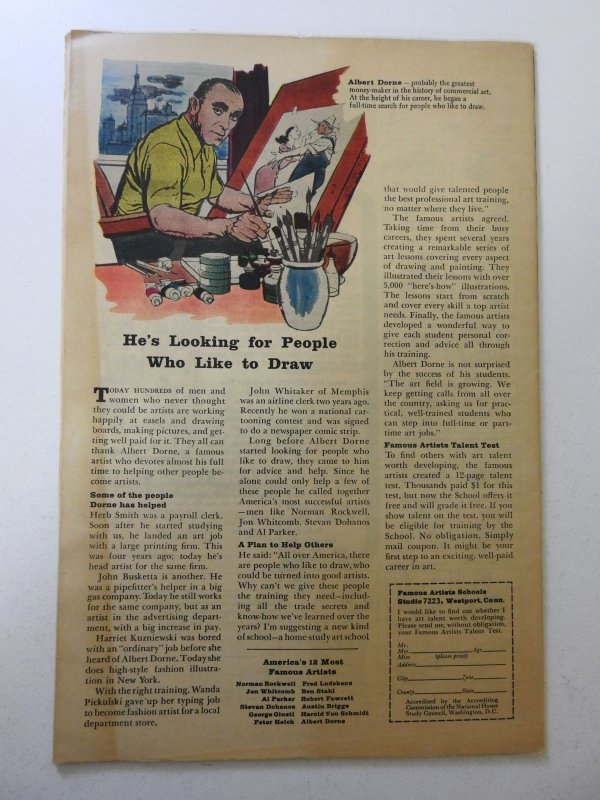 Albert Dorne – probably the greatest
money-maker in the history of commercial art.
At the height of his career, he began a
full-time search for people who like to draw.
He's Looking for People
Who Like to Draw
TODAY HUNDREDS of men and
women who never thought
they could be artists are working
happily at easels and drawing
boards, making pictures, and get-
ting well paid for it. They all can
thank Albert Dorne, a famous
artist who devotes almost his full
time to helping other people be-
come artists.
Some of the people
Dorne has helped
Herb Smith was a payroll clerk.
Soon after he started studying
with us, he landed an art job
with a large printing firm. This
was four years ago; today he's
head artist for the same firm.
John Busketta is another. He
was a pipefitter's helper in a big
gas company. Today he still works
for the same company, but as an
artist in the advertising depart-
ment, with a big increase in pay.
Harriet Kuzniewski was bored
with an "ordinary" job before she
heard of Albert Dorne. Today she
does high-style fashion illustra-
tion in New York.
With the right training, Wanda
Pickulski gave up her typing job
to become fashion artist for a local
department store.
John Whitaker of Memphis
was an airline clerk two years ago.
Recently he won a national car-
tooning contest and was signed
to do a newspaper comic strip.
Long before Albert Dorne
started looking for people who
like to draw, they came to him
for advice and help. Since he
alone could only help a few of
these people he called together
America's most successful artists
—men like Norman Rockwell,
Jon Whitcomb, Stevan Dohanos
and Al Parker.
A Plan to Help Others
He said: "All over America, there
are people who like to draw, who
could be turned into good artists.
Why can't we give these people
the training they need—includ-
ing all the trade secrets and
know-how we've learned over the
years? I'm suggesting a new kind
of school—a home-study art school
America's 12 Most
Famous Artists
Norman Rockwell Fred Ludekens
Jon Whitcomb Ben Stahl
Al Parker Robert Fawcett
Stevan Dohanos Austin Briggs
George Giusti Harold Von Schmidt
Peter Helck Albert Dorne
that would give talented people
the best professional art training,
no matter where they live."
The famous artists agreed.
Taking time from their busy
careers, they spent several years
creating a remarkable series of
art lessons covering every aspect
of drawing and painting. They
illustrated their lessons with over
5,000 "here's-how" illustrations.
The lessons start from scratch
and cover every skill a top artist
needs. Finally, the famous artists
developed a wonderful way to
give each student personal cor-
rection and advice all through
his training.
Albert Dorne is not surprised
by the success of his students.
"The art field is growing. We
keep getting calls from all over
the country, asking us for prac-
tical, well-trained students who
can step into full-time or part-
time art jobs."
Famous Artists Talent Test
To find others with art talent
worth developing, the famous
artists created a 12-page talent
test. Thousands paid $1 for this
test, but now the School offers it
free and will grade it free. If you
show talent on the test, you will
be eligible for training by the
School. No obligation. Simply
mail coupon. It might be your
first step to an exciting, well-paid
career in art.
Famous Artists Schools
Studio 7223, Westport, Conn.
I would like to find out whether I
have art talent worth developing.
Please send me, without obligation,
your Famous Artists Talent Test.
Mr.
Mrs. Age
Miss (please print)
Address
City Zone
County State
Accredited by the Accrediting
Commission of the National Home
Study Council, Washington, D.C.